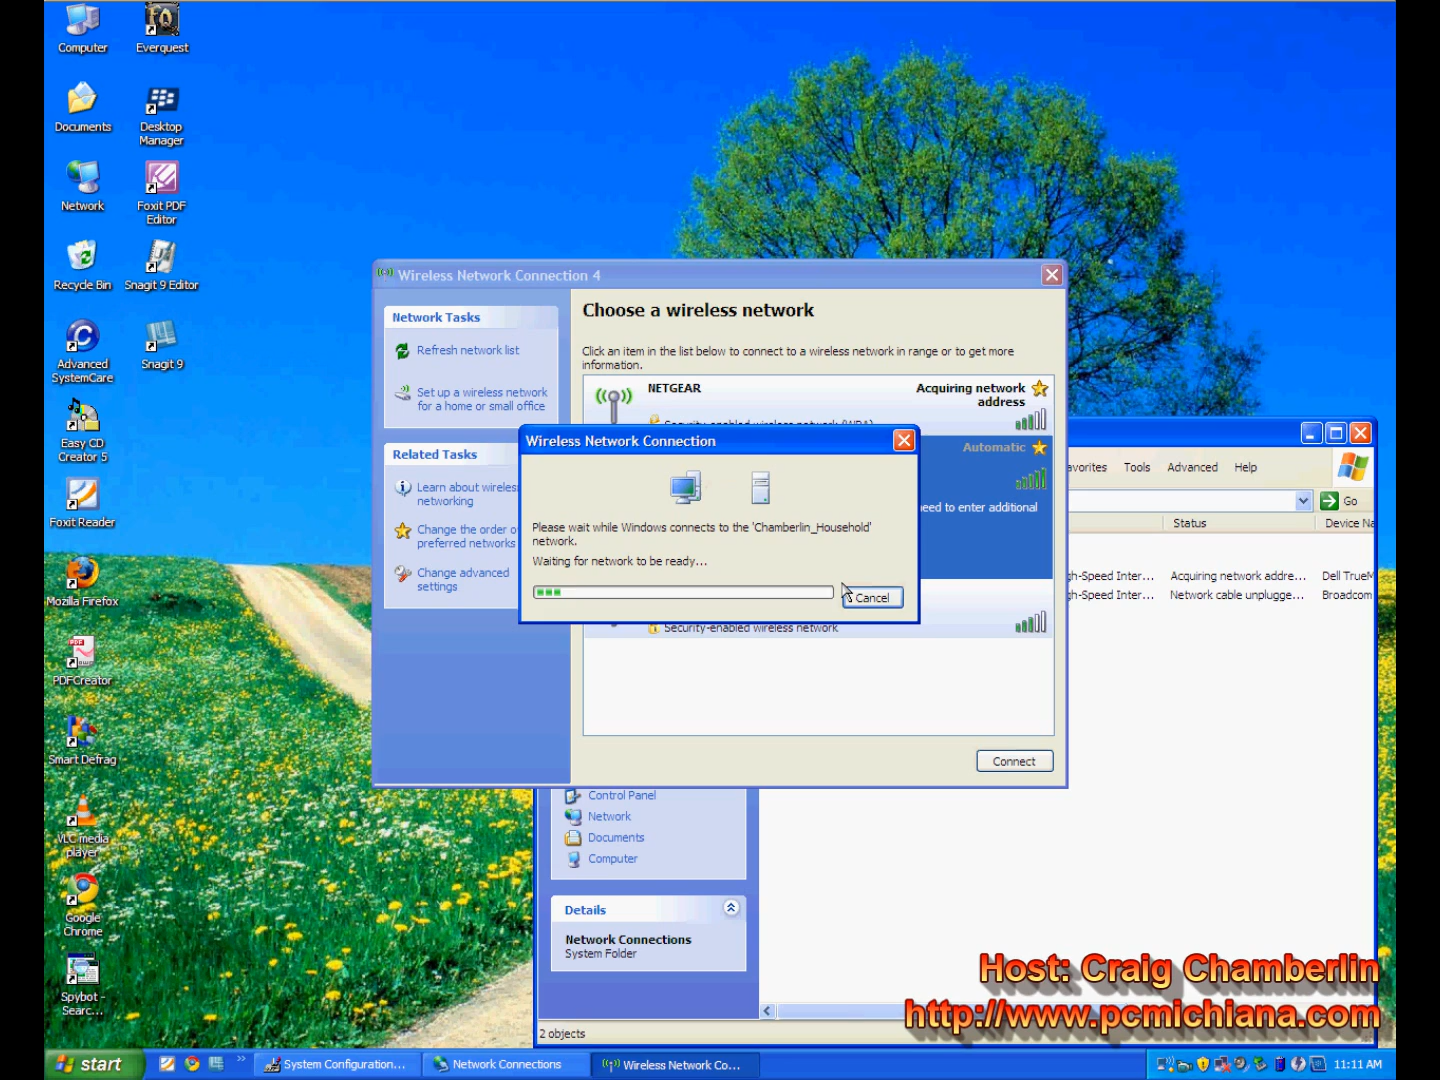 Computer
Everquest
Documents
Desktop
Manager
Network
Foxit PDF
Editor
Recycle Bin
Snagit 9 Editor
Advanced
SystemCare
Snagit 9
Easy CD
Creator 5
Foxit Reader
Mozilla Firefox
PDFCreator
Smart Defrag
VLC media
player
Google
Chrome
Spybot -
Searc...
Wireless Network Connection 4
Network Tasks
Refresh network list
Set up a wireless network
for a home or small office
Related Tasks
Learn about wireless
networking
Change the order o
preferred networks
Change advanced
settings
Choose a wireless network
Click an item in the list below to connect to a wireless network in range or to get more
information.
NETGEAR
Acquiring network
address
Security-enabled wireless network (WPA)
Automatic
need to enter additional
Security-enabled wireless network
Connect
Wireless Network Connection
Please wait while Windows connects to the 'Chamberlin_Household'
network.
Waiting for network to be ready...
Cancel
avorites Tools Advanced Help
Go
Status Device Na
gh-Speed Inter... Acquiring network addre... Dell TrueM
gh-Speed Inter... Network cable unplugge... Broadcom
Control Panel
Network
Documents
Computer
Details
Network Connections
System Folder
2 objects
Host: Craig Chamberlin
http://www.pcmichiana.com
start
System Configuration...
Network Connections
Wireless Network Co...
11:11 AM